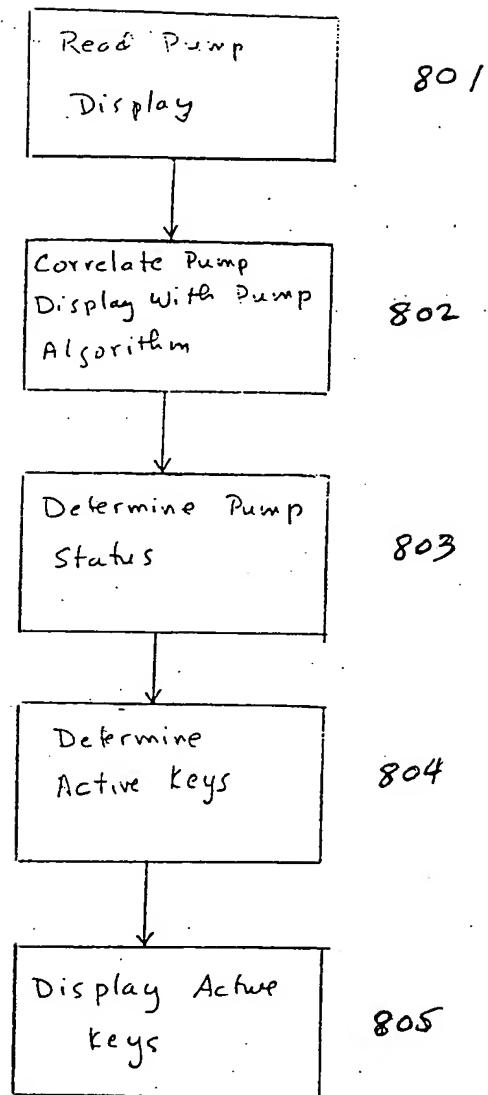 Read Pump
801
Display
Correlate Pump
Display with Pump
802
Algorithm
Determine Pump
Status
803
Determine
Active Keys
804
Display Active
Keys
805